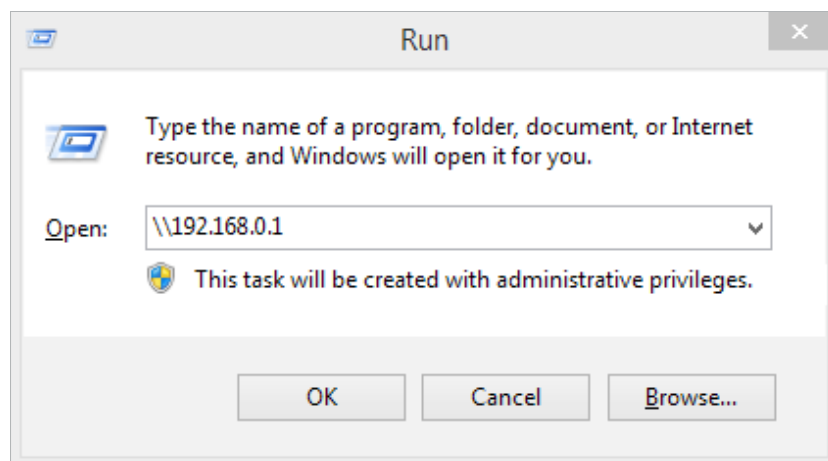 Run
Type the name of a program, folder, document, or Internet
resource, and Windows will open it for you.
Open: \\192.168.0.1
This task will be created with administrative privileges.
OK Cancel Browse...